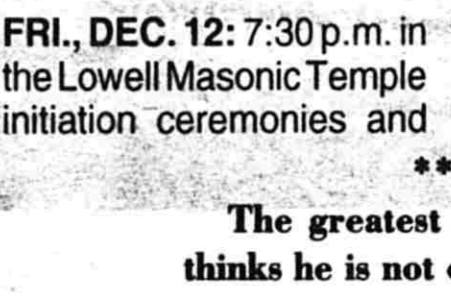 FRI., DEC. 12: 7:30 p.m. in
the Lowell Masonic Temple
initiation ceremonies and
**
The greatest
thinks he is not